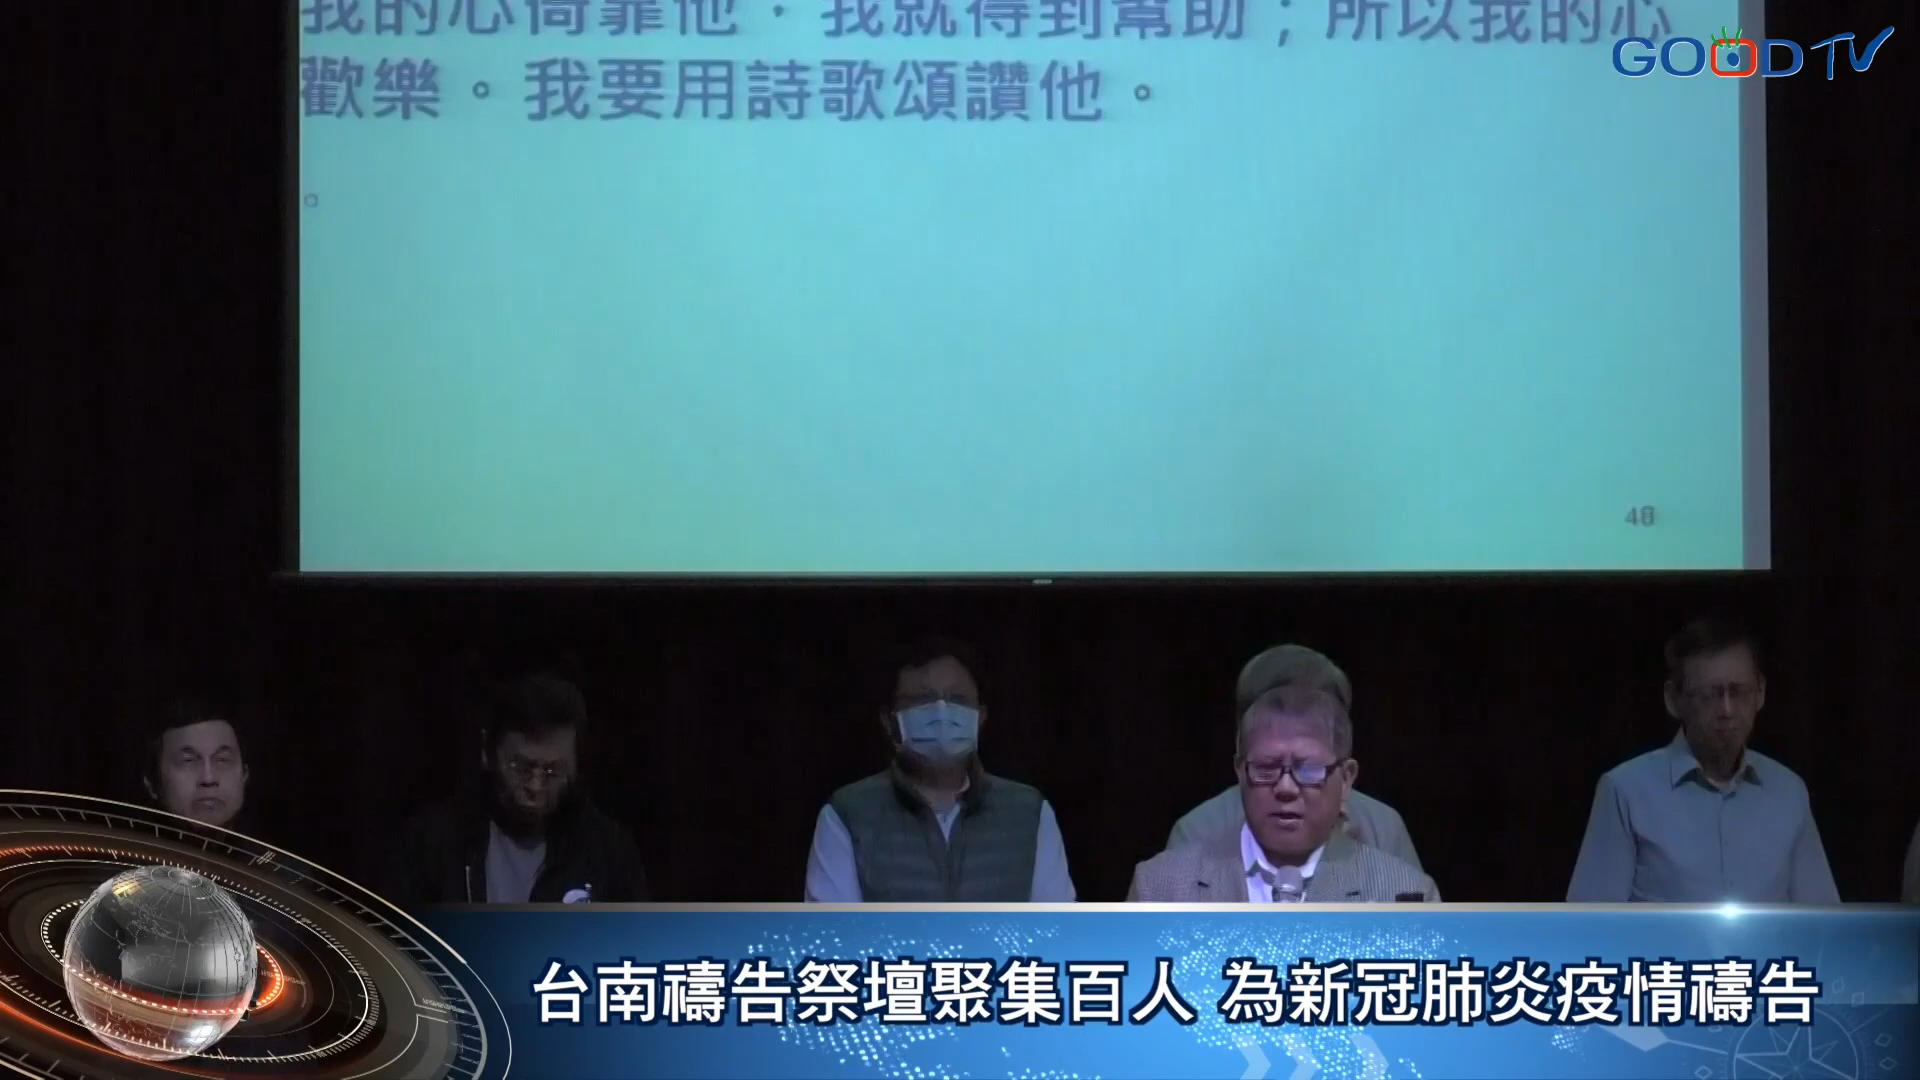 我的心倚靠他，我就得到幫助；所以我的心
歡樂。我要用詩歌頌讚他。
。
GOOD TV
台南禱告祭壇聚集百人 為新冠肺炎疫情禱告